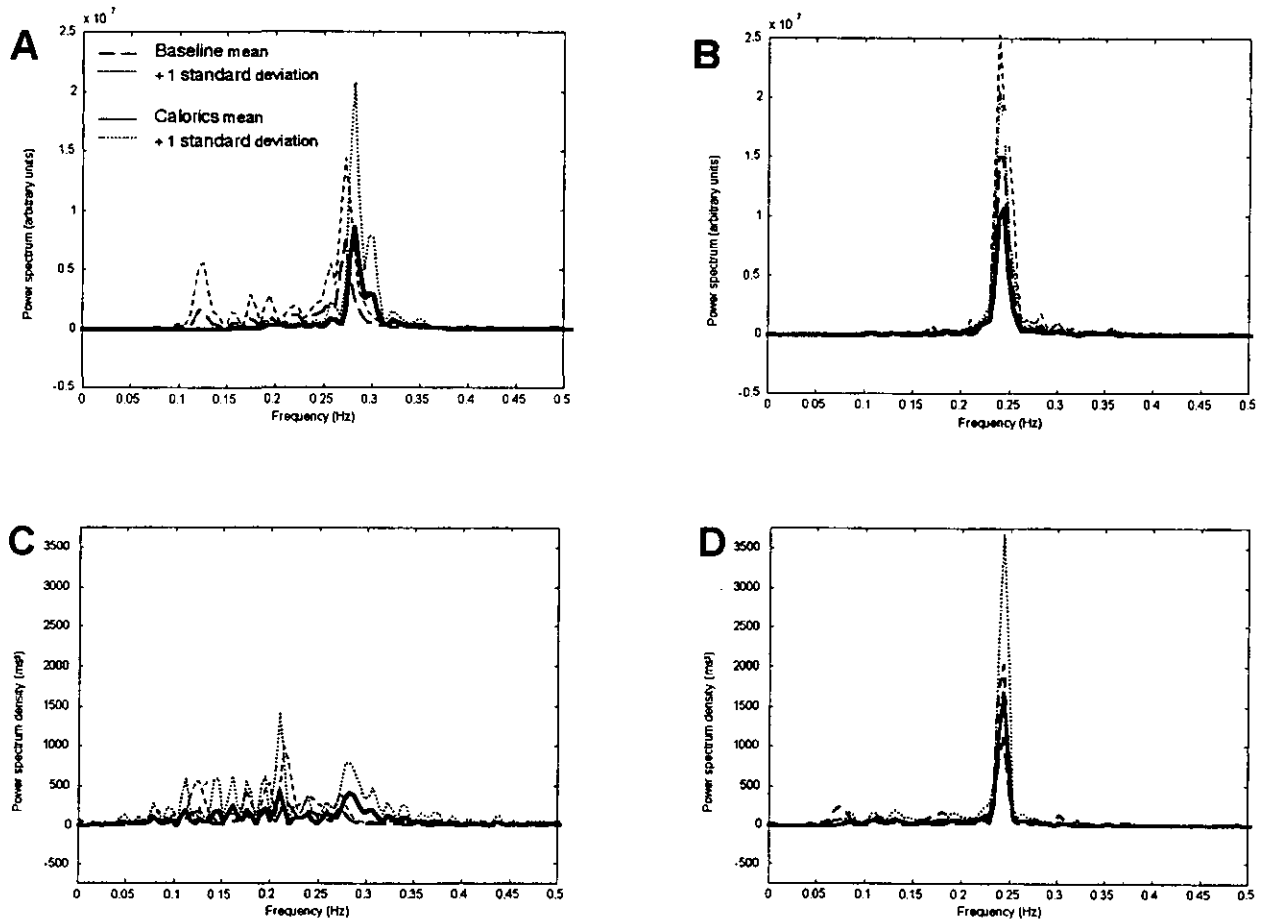 A
x 10⁷
2.5
2
1.5
1
0.5
0
-0.5
Power spectrum (arbitrary units)
Baseline mean
+ 1 standard deviation
Calorics mean
+ 1 standard deviation
0 0.05 0.1 0.15 0.2 0.25 0.3 0.35 0.4 0.45 0.5
Frequency (Hz)
B
x 10⁷
2.5
2
1.5
1
0.5
0
-0.5
Power spectrum (arbitrary units)
0 0.05 0.1 0.15 0.2 0.25 0.3 0.35 0.4 0.45 0.5
Frequency (Hz)
C
3500
3000
2500
2000
1500
1000
500
0
-500
Power spectrum density (ms²)
0 0.05 0.1 0.15 0.2 0.25 0.3 0.35 0.4 0.45 0.5
Frequency (Hz)
D
3500
3000
2500
2000
1500
1000
500
0
-500
Power spectrum density (ms²)
0 0.05 0.1 0.15 0.2 0.25 0.3 0.35 0.4 0.45 0.5
Frequency (Hz)